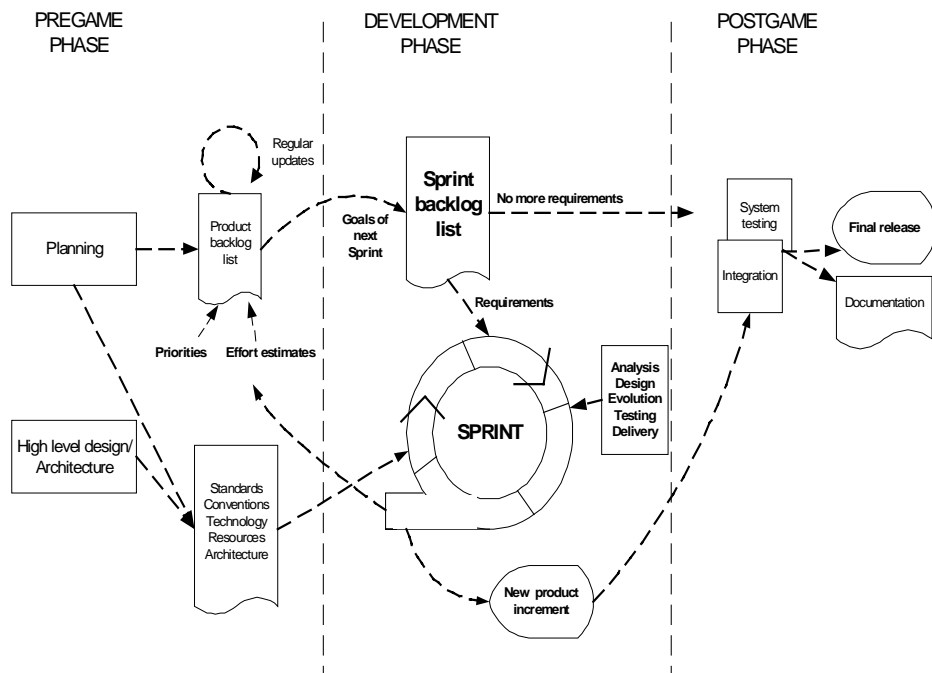 PREGAME
PHASE
DEVELOPMENT
PHASE
POSTGAME
PHASE
Regular
updates
Planning
Product
backlog
list
Priorities
Effort estimates
High level design/
Architecture
Standards
Conventions
Technology
Resources
Architecture
Goals of
next
Sprint
Sprint
backlog
list
No more requirements
Requirements
SPRINT
Analysis
Design
Evolution
Testing
Delivery
New product
increment
System
testing
Integration
Final release
Documentation